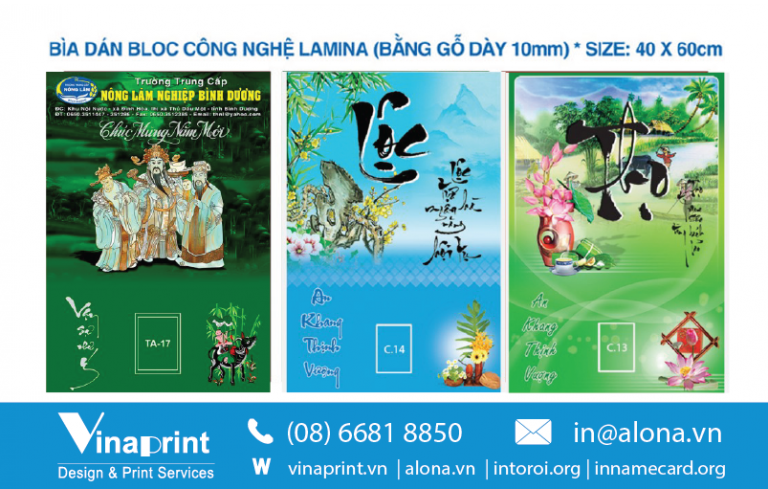 BÌA DÁN BLOC CÔNG NGHỆ LAMINA (BẰNG GỖ DÀY 10mm) * SIZE: 40 X 60cm
Trường Trung Cấp
NÔNG LÂM NGHIỆP BÌNH DƯƠNG
Chúc Mừng Năm Mới
Vạn
sự
TA-17
Lộc
An
Khang
Thịnh
Vượng
C.14
Thọ
An
Khang
Thịnh
Vượng
C.13
Vinaprint
Design & Print Services
(08) 6681 8850
in@alona.vn
W vinaprint.vn | alona.vn | intoroi.org | innamecard.org